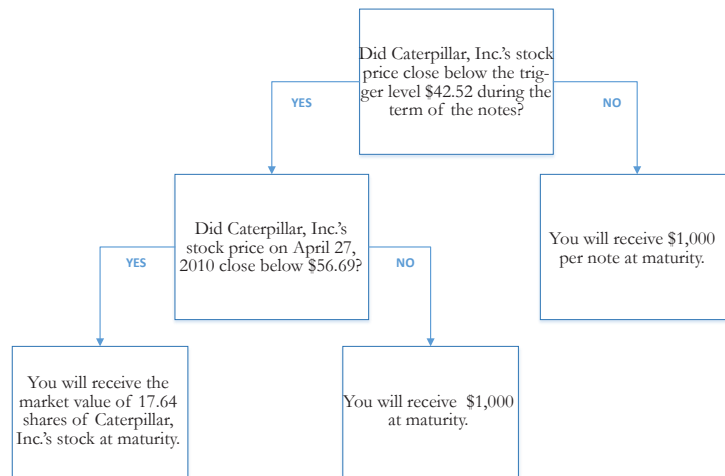 Did Caterpillar, Inc.'s stock
price close below the trig-
ger level $42.52 during the
term of the notes?
YES
NO
Did Caterpillar, Inc.'s
stock price on April 27,
2010 close below $56.69?
You will receive $1,000
per note at maturity.
YES
NO
You will receive the
market value of 17.64
shares of Caterpillar,
Inc.'s stock at maturity.
You will receive $1,000
at maturity.